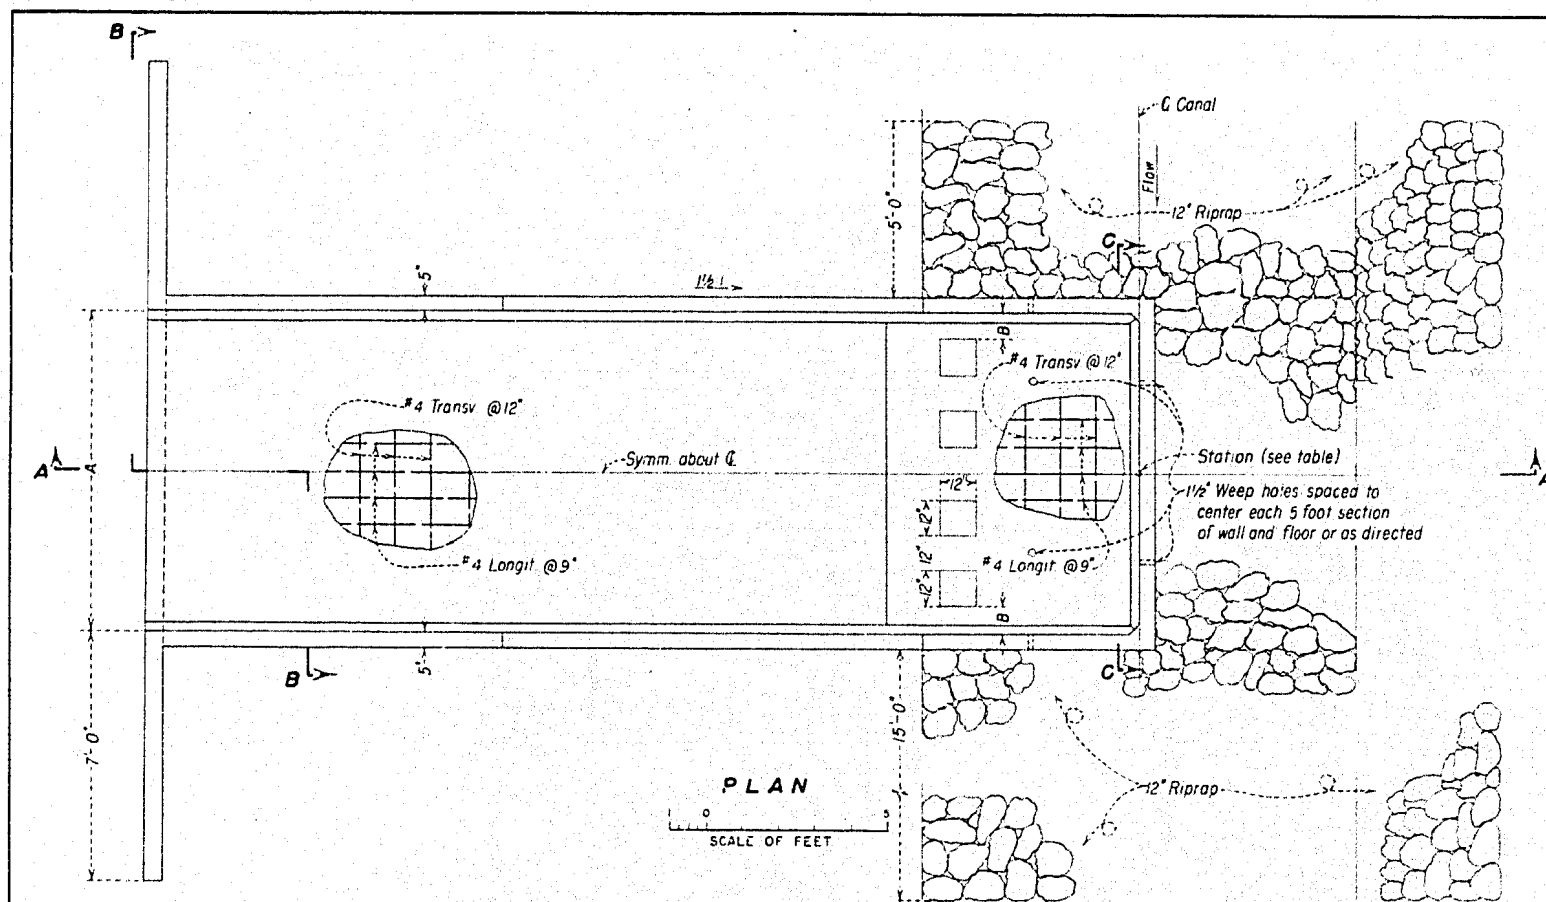 B
℄ Canal
Flow
5'-0"
12" Riprap
C
5"
1½:1
B
#4 Transv @ 12"
#4 Transv. @12"
A
A
Symm. about ℄
Station (see table)
A
12"
1½" Weep holes spaced to
center each 5 foot section
of wall and floor or as directed
12"
12"
12"
#4 Longit. @9"
#4 Longit @9"
B
B
5"
C
7'-0"
15'-0"
PLAN
12" Riprap
0
5
SCALE OF FEET